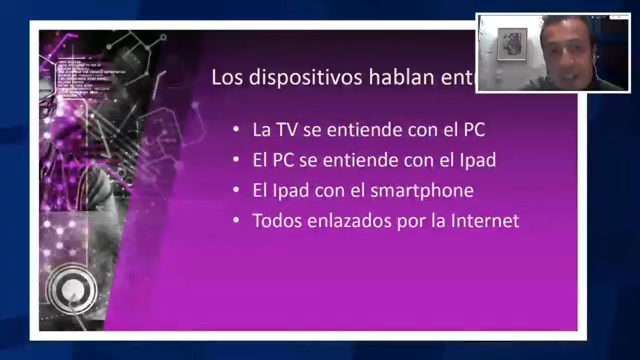 Los dispositivos hablan
• La TV se entiende con el PC
• El PC se entiende con el Ipad
• El Ipad con el smartphone
• Todos enlazados por la Internet